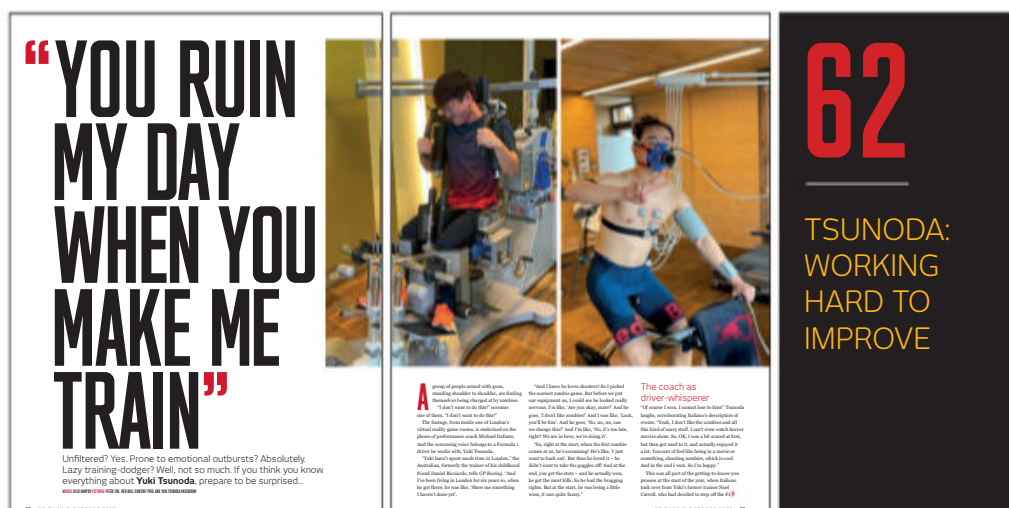 “YOU RUIN
MY DAY
WHEN YOU
MAKE ME
TRAIN”
Unfiltered? Yes. Prone to emotional outbursts? Absolutely.
Lazy training-dodger? Well, not so much. If you think you know
everything about Yuki Tsunoda, prepare to be surprised...
A group of people armed with guns,
standing shoulder to shoulder, are finding
themselves being charged at by zombies.
"I don't want to do this!" screams
one of them. "I don't want to do this!"
The footage, from inside one of London's
virtual reality game rooms, is enshrined on the
phone of performance coach Michael Italiano.
And the screaming voice belongs to a Formula 1
driver he works with, Yuki Tsunoda.
"Yuki hasn't spent much time in London," the
Australian, formerly the trainer of his childhood
friend Daniel Ricciardo, tells GP Racing. "And
I've been living in London for six years so, when
he got there, he was like, 'Show me something
I haven't done yet'.
"And I knew he loves shooters! So I picked
the scariest zombie game. But before we put
our equipment on, I could see he looked really
nervous. I'm like, 'Are you okay, mate?' And he
goes, 'I don't like zombies!' And I was like, 'Look,
you'll be fine'. And he goes, 'No, no, no, can
we change this?' And I'm like, 'No, it's too late,
right? We are in here, we're doing it'.
"So, right at the start, when the first zombie
comes at us, he's screaming! He's like, 'I just
want to back out'. But then he loved it – he
didn't want to take the goggles off! And at the
end, you get the stats – and he actually won,
he got the most kills. So he had the bragging
rights. But at the start, he was being a little
wuss, it was quite funny."
The coach as
driver-whisperer
"Of course I won. I cannot lose to him!" Tsunoda
laughs, corroborating Italiano's description of
events. "Yeah, I don't like the zombies and all
this kind of scary stuff. I can't even watch horror
movies alone. So, OK, I was a bit scared at first,
but then got used to it, and actually enjoyed it
a lot. You sort of feel like being in a movie or
something, shooting zombies, which is cool.
And in the end I won. So I'm happy."
This was all part of the getting-to-know-you
process at the start of the year, when Italiano
took over from Yuki's former trainer Noel
Carroll, who had decided to step off the F1
ed B
62
TSUNODA:
WORKING
HARD TO
IMPROVE